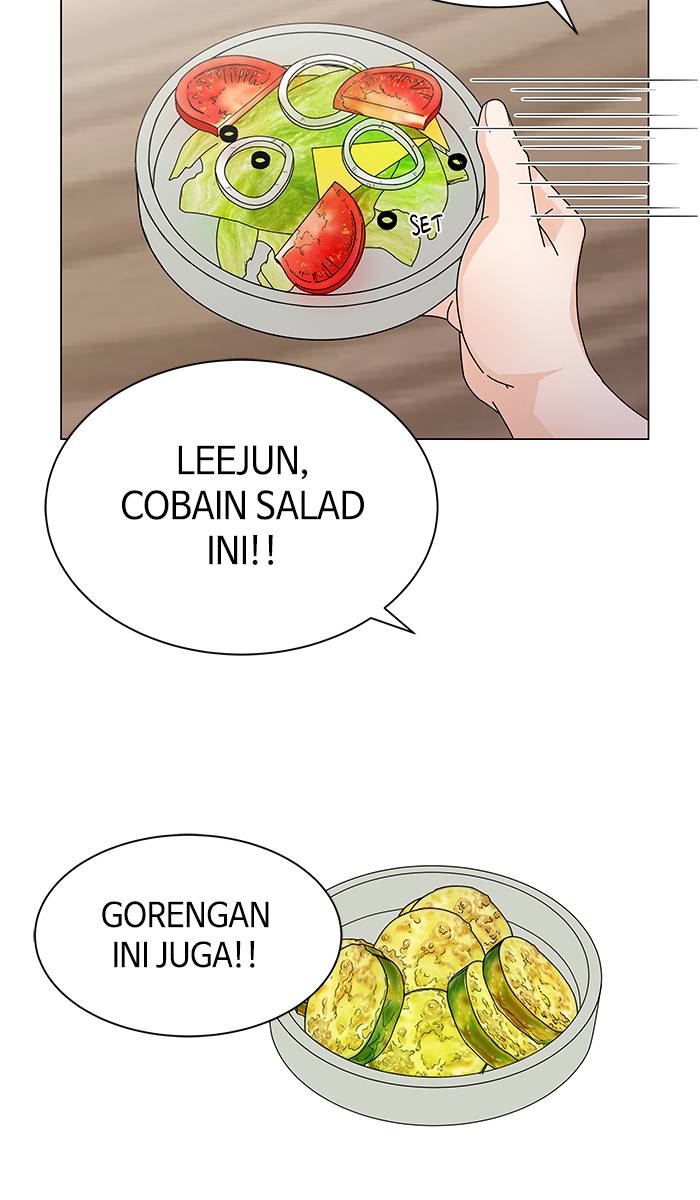 SET
LEEJUN,
COBAIN SALAD
INI!!
GORENGAN
INI JUGA!!